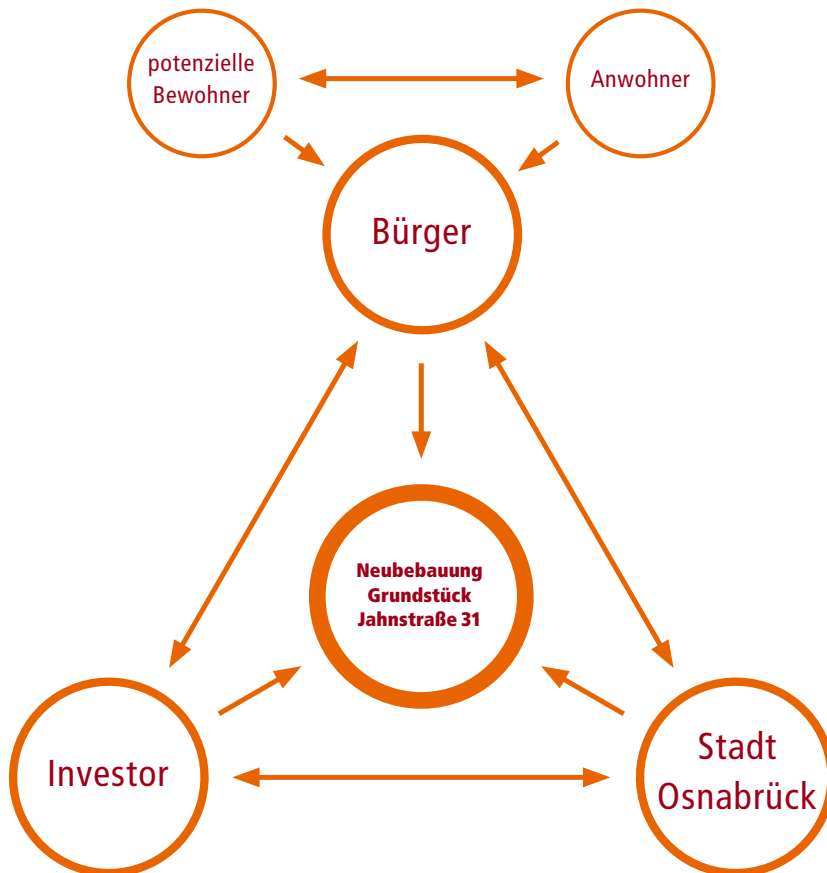 potenzielle
Bewohner
Anwohner
Bürger
Neubebauung
Grundstück
Jahnstraße 31
Investor
Stadt
Osnabrück